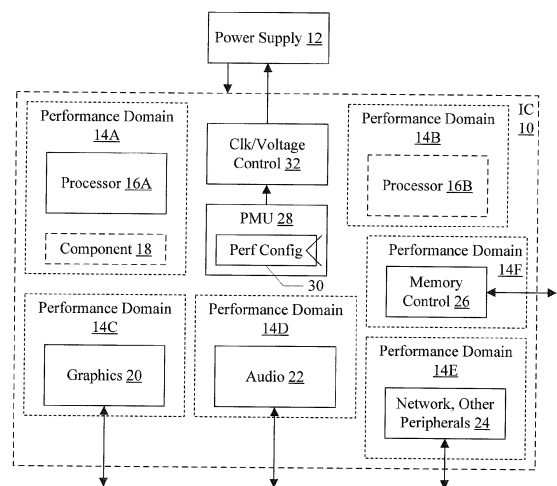 Power Supply 12
IC
10
Performance Domain
14A
Processor 16A
Component 18
Clk/Voltage
Control 32
PMU 28
Perf Config
30
Performance Domain
14B
Processor 16B
Performance Domain
14F
Memory
Control 26
Performance Domain
14C
Graphics 20
Performance Domain
14D
Audio 22
Performance Domain
14E
Network, Other
Peripherals 24